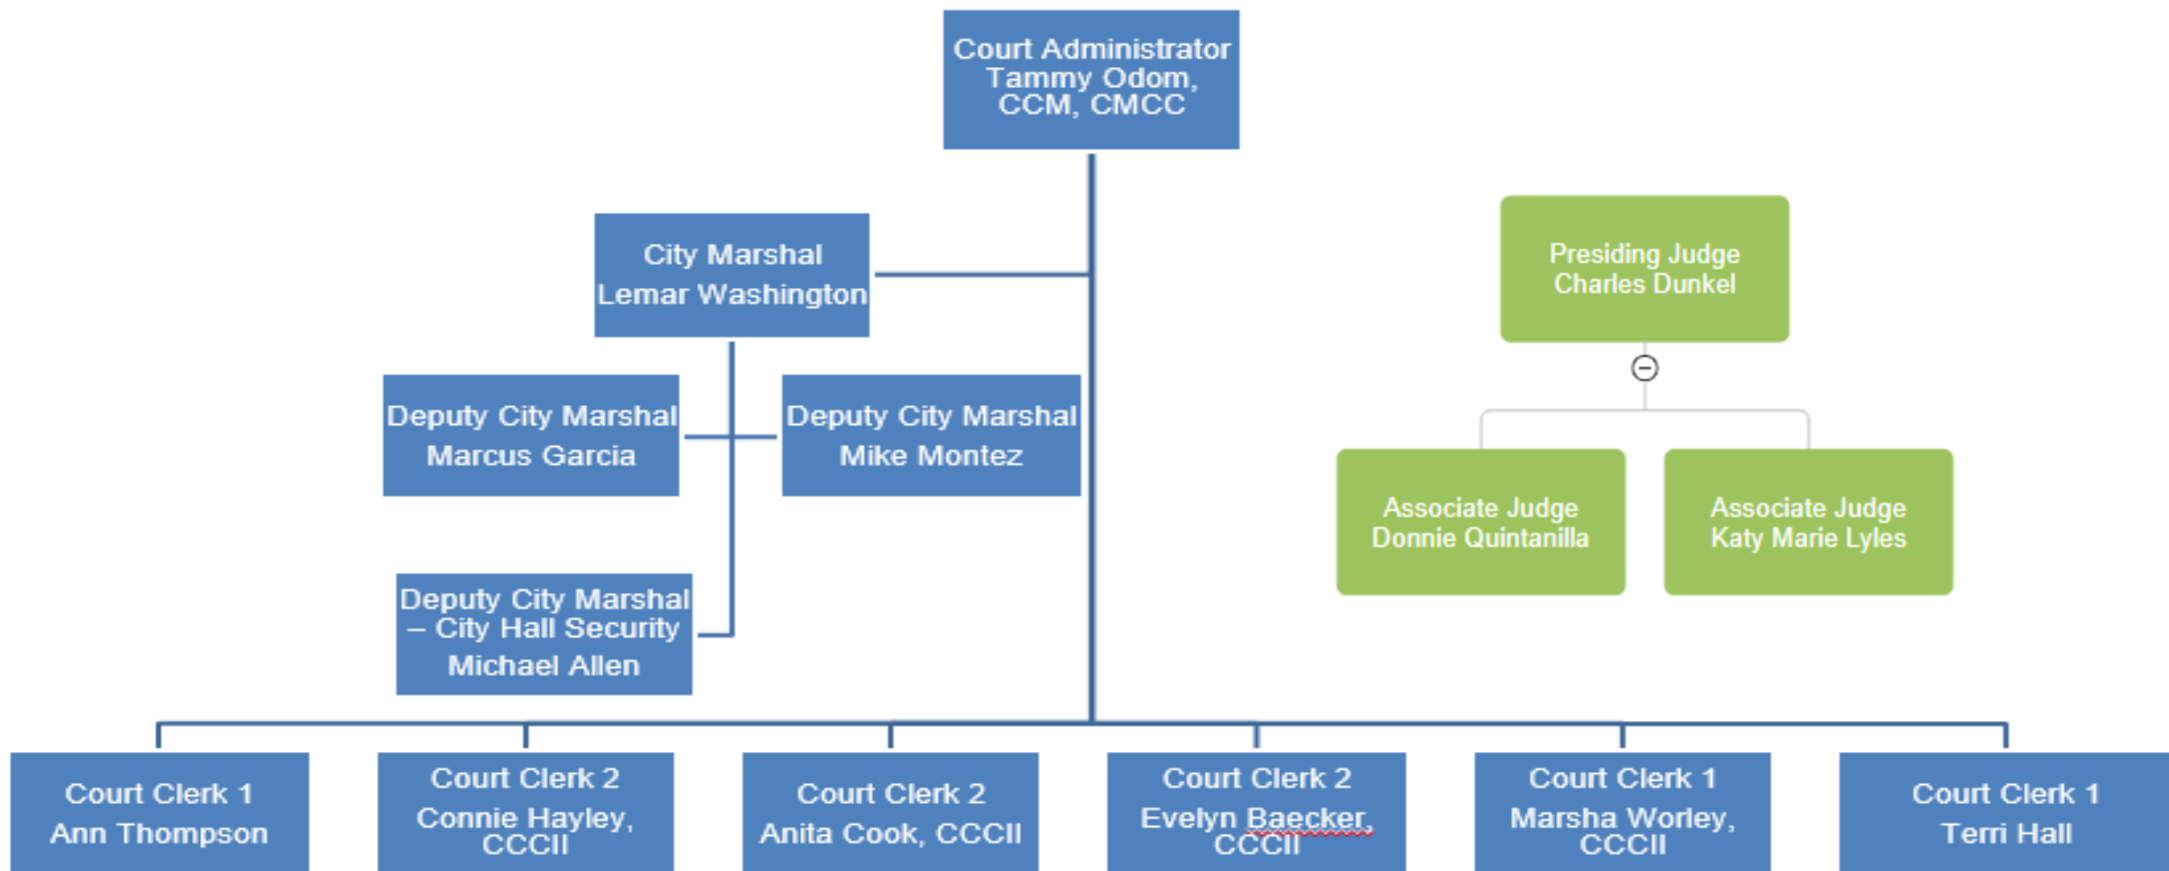 Court Administrator
Tammy Odom,
CCM, CMCC
City Marshal
Lemar Washington
Presiding Judge
Charles Dunkel
Deputy City Marshal
Marcus Garcia
Deputy City Marshal
Mike Montez
Associate Judge
Donnie Quintanilla
Associate Judge
Katy Marie Lyles
Deputy City Marshal
– City Hall Security
Michael Allen
Court Clerk 1
Ann Thompson
Court Clerk 2
Connie Hayley,
CCCII
Court Clerk 2
Anita Cook, CCCII
Court Clerk 2
Evelyn Baecker,
CCCII
Court Clerk 1
Marsha Worley,
CCCII
Court Clerk 1
Terri Hall